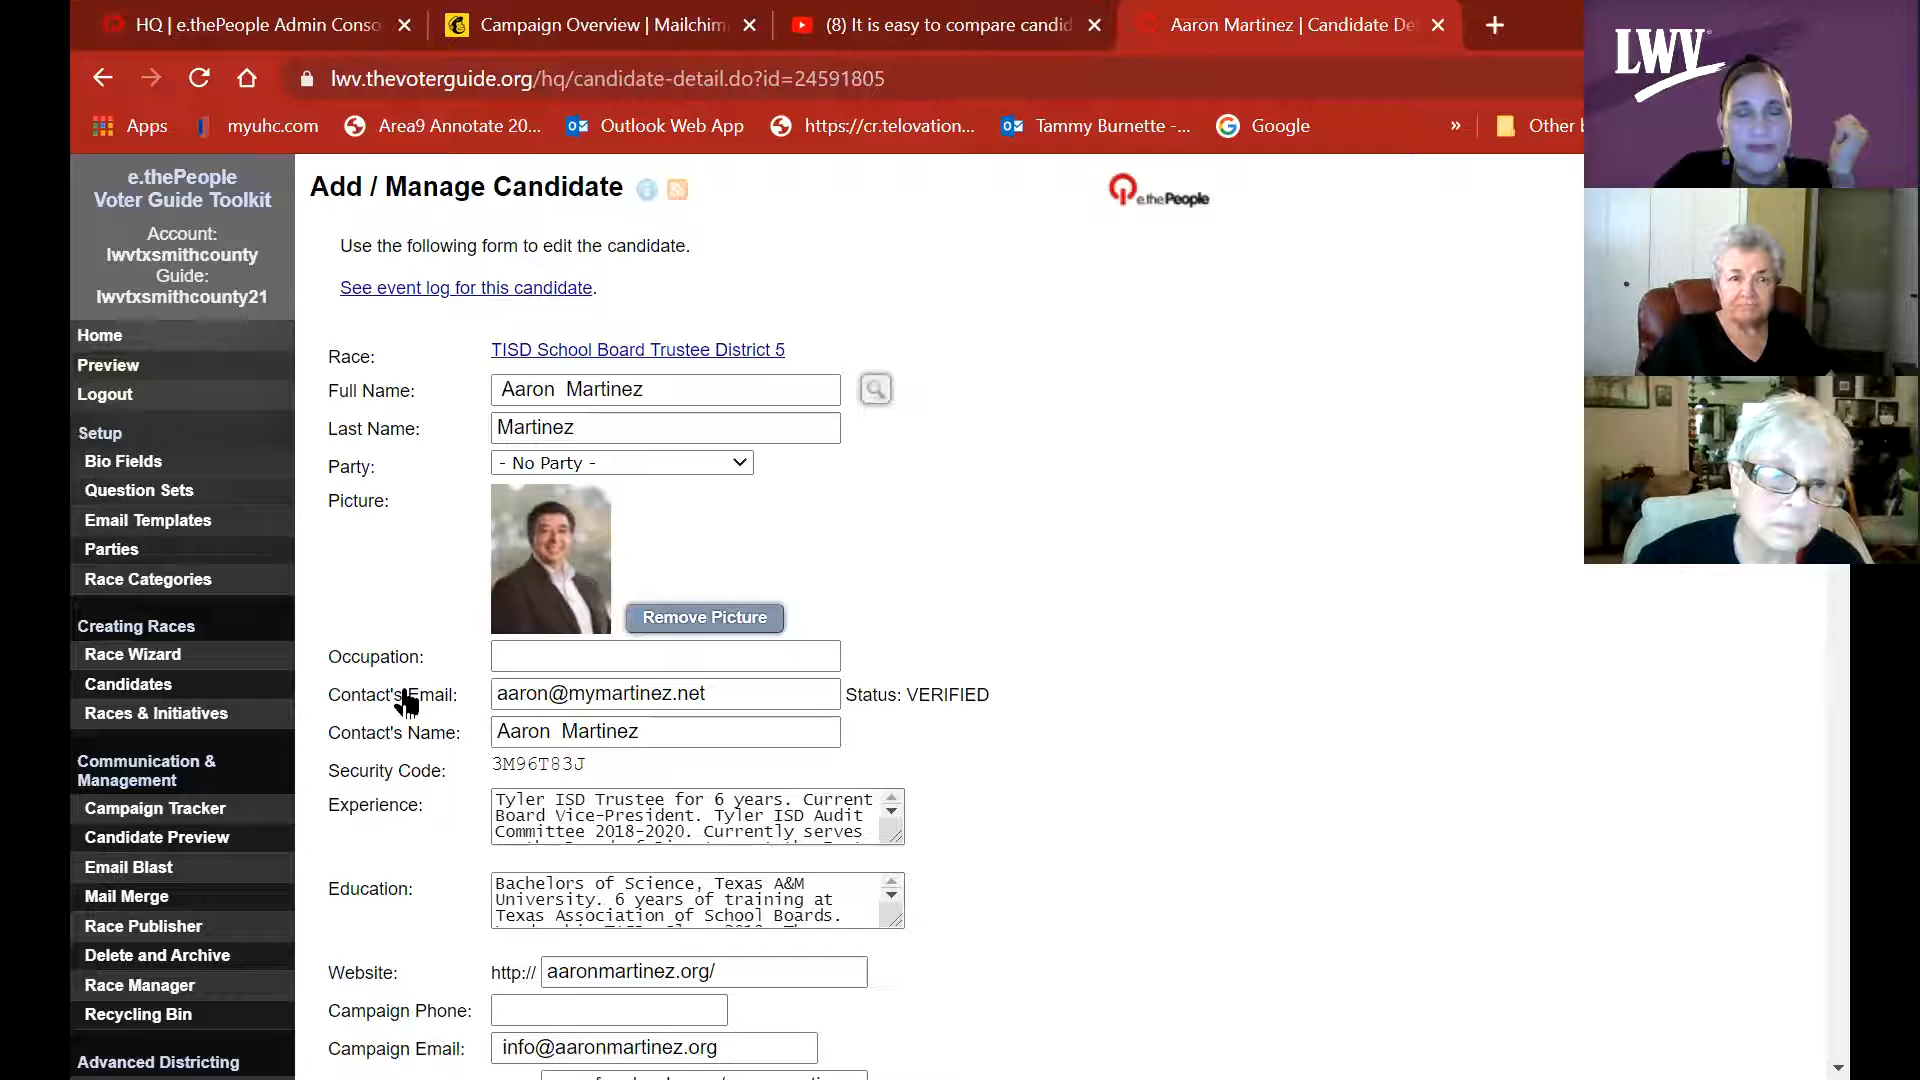 HQ | e.thePeople Admin Conso
Campaign Overview | Mailchim
(8) It is easy to compare candid
Aaron Martinez | Candidate De
lwv.thevoterguide.org/hq/candidate-detail.do?id=24591805
Apps
myuhc.com
Area9 Annotate 20...
Outlook Web App
https://cr.telovation...
Tammy Burnette -...
Google
»
Other b
LWV
e.thePeople
Voter Guide Toolkit
Account:
lwvtxsmithcounty
Guide:
lwvtxsmithcounty21
Home
Preview
Logout
Setup
Bio Fields
Question Sets
Email Templates
Parties
Race Categories
Creating Races
Race Wizard
Candidates
Races & Initiatives
Communication &
Management
Campaign Tracker
Candidate Preview
Email Blast
Mail Merge
Race Publisher
Delete and Archive
Race Manager
Recycling Bin
Advanced Districting
Add / Manage Candidate
e.thePeople
Use the following form to edit the candidate.
See event log for this candidate.
Race: TISD School Board Trustee District 5
Full Name: Aaron Martinez
Last Name: Martinez
Party: - No Party -
Picture:
Remove Picture
Occupation:
Contact's Email: aaron@mymartinez.net Status: VERIFIED
Contact's Name: Aaron Martinez
Security Code: 3M96T83J
Experience: Tyler ISD Trustee for 6 years. Current
Board Vice-President. Tyler ISD Audit
Committee 2018-2020. Currently serves
Education: Bachelors of Science, Texas A&M
University. 6 years of training at
Texas Association of School Boards.
Website: http:// aaronmartinez.org/
Campaign Phone:
Campaign Email: info@aaronmartinez.org